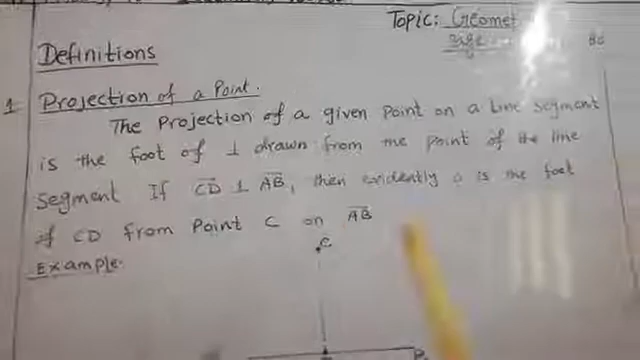 Topic: Geomet
Definitions
1 Projection of a Point.
The Projection of a given Point on a Line segment
is the foot of ⊥ drawn from the Point of the line
segment If CD ⊥ AB, then evidently D is the foot
of CD from Point C on AB
Example.
C
B